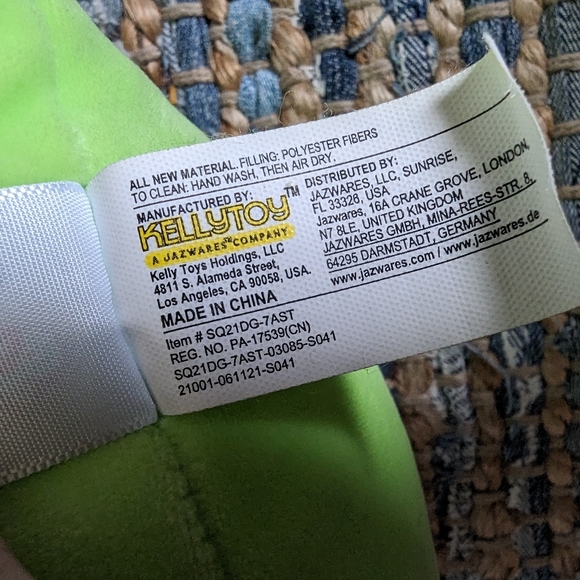 ALL NEW MATERIAL. FILLING: POLYESTER FIBERS
TO CLEAN: HAND WASH, THEN AIR DRY.
MANUFACTURED BY:
KELLYTOY™
A JAZWARES™ COMPANY
Kelly Toys Holdings, LLC
4811 S. Alameda Street,
Los Angeles, CA 90058, USA.
DISTRIBUTED BY:
JAZWARES, LLC, SUNRISE,
FL 33328, USA
Jazwares, 16A CRANE GROVE, LONDON,
N7 8LE, UNITED KINGDOM
JAZWARES GMBH, MINA-REES-STR. 8,
64295 DARMSTADT, GERMANY
www.jazwares.com | www.jazwares.de
MADE IN CHINA
Item # SQ21DG-7AST
REG. NO. PA-17539(CN)
SQ21DG-7AST-03085-S041
21001-061121-S041